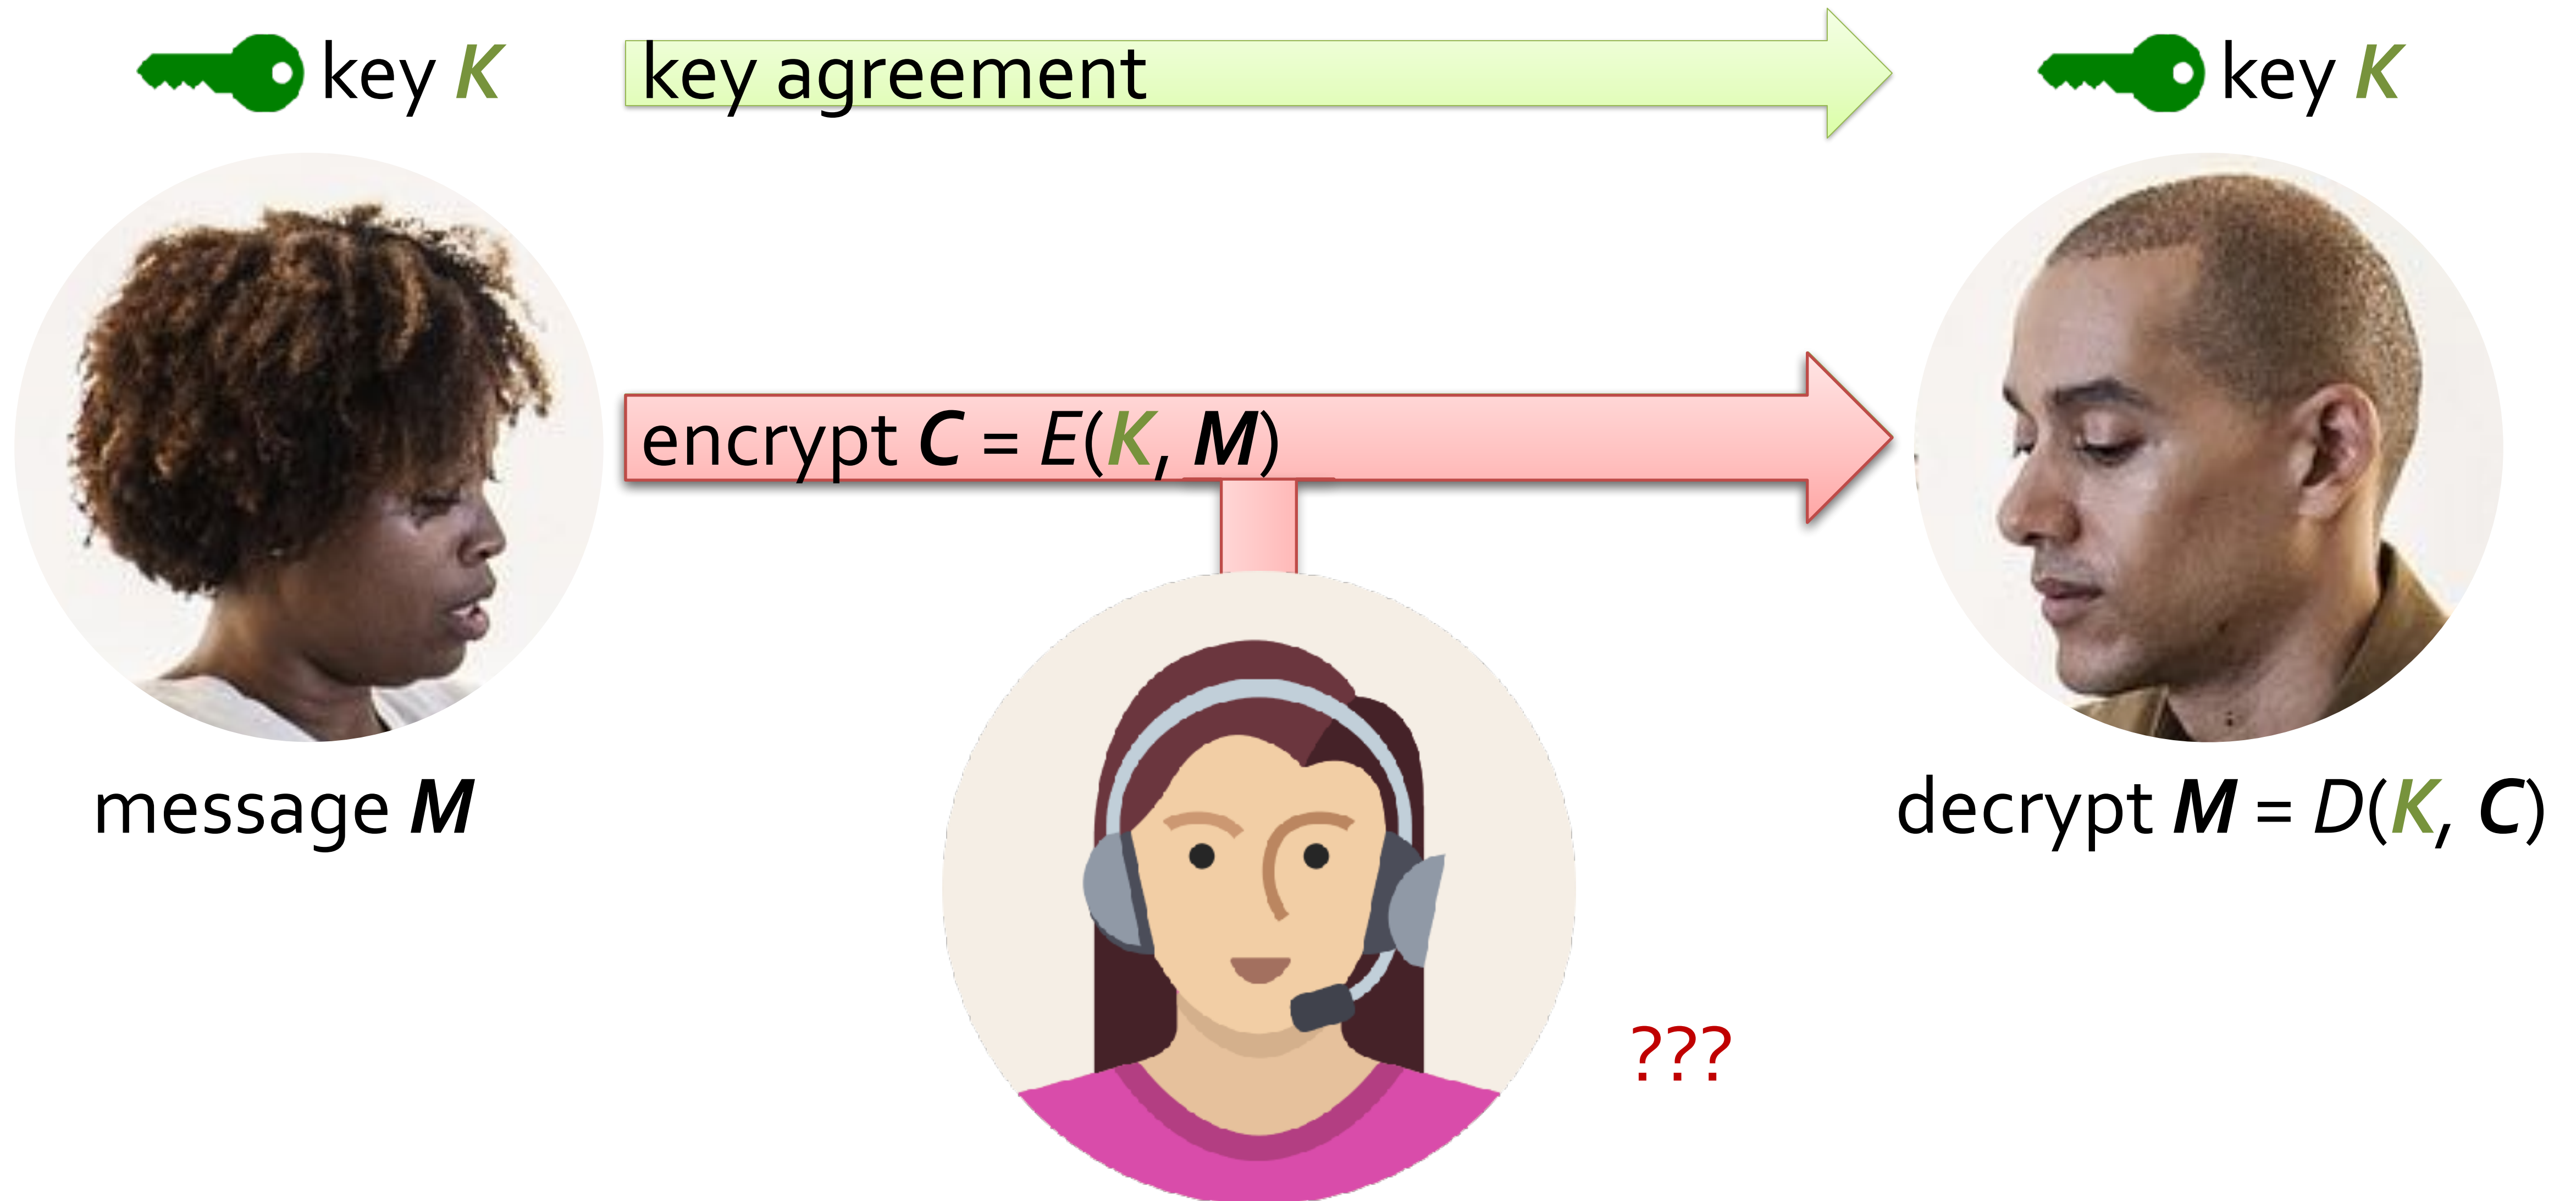 key K
key agreement
key K
encrypt C = E(K, M)
message M
decrypt M = D(K, C)
???